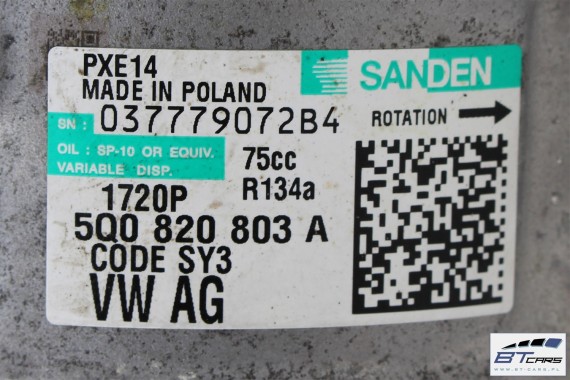 PXE14
MADE IN POLAND
SANDEN
SN : 037779072B4
ROTATION
OIL : SP-10 OR EQUIV.
VARIABLE DISP.
75cc
R134a
1720P
5Q0 820 803 A
CODE SY3
VW AG
BT CARS
WWW.BT-CARS.PL